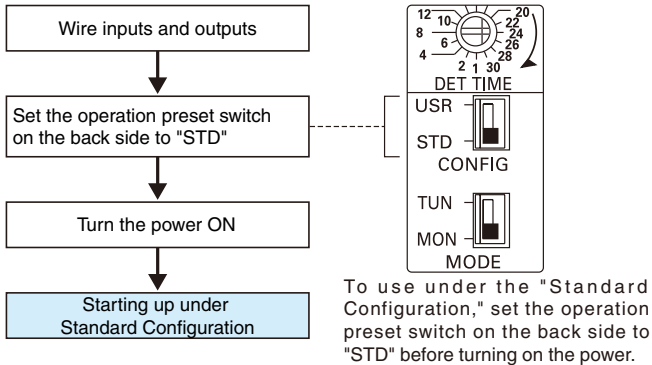 Wire inputs and outputs
Set the operation preset switch
on the back side to "STD"
Turn the power ON
Starting up under
Standard Configuration
12 10 8 6 4 2 1 30 28 26 24 22 20
DET TIME
USR
STD
CONFIG
TUN
MON
MODE
To use under the "Standard
Configuration," set the operation
preset switch on the back side to
"STD" before turning on the power.